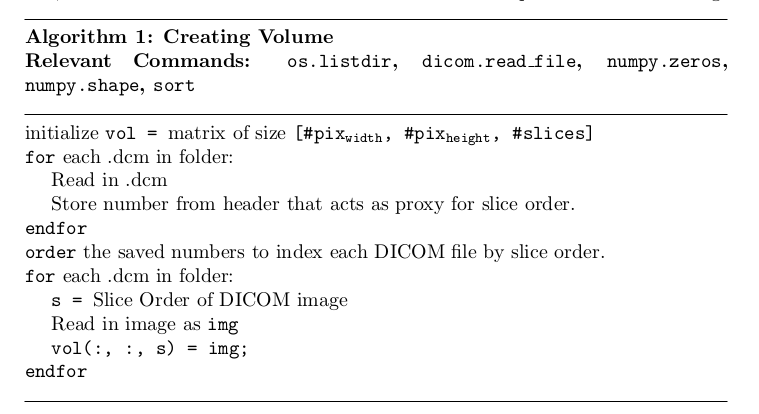 Algorithm 1: Creating Volume
Relevant Commands: os.listdir, dicom.read_file, numpy.zeros,
numpy.shape, sort
initialize vol = matrix of size [#pix_width, #pix_height, #slices]
for each .dcm in folder:
Read in .dcm
Store number from header that acts as proxy for slice order.
endfor
order the saved numbers to index each DICOM file by slice order.
for each .dcm in folder:
s = Slice Order of DICOM image
Read in image as img
vol(:, :, s) = img;
endfor